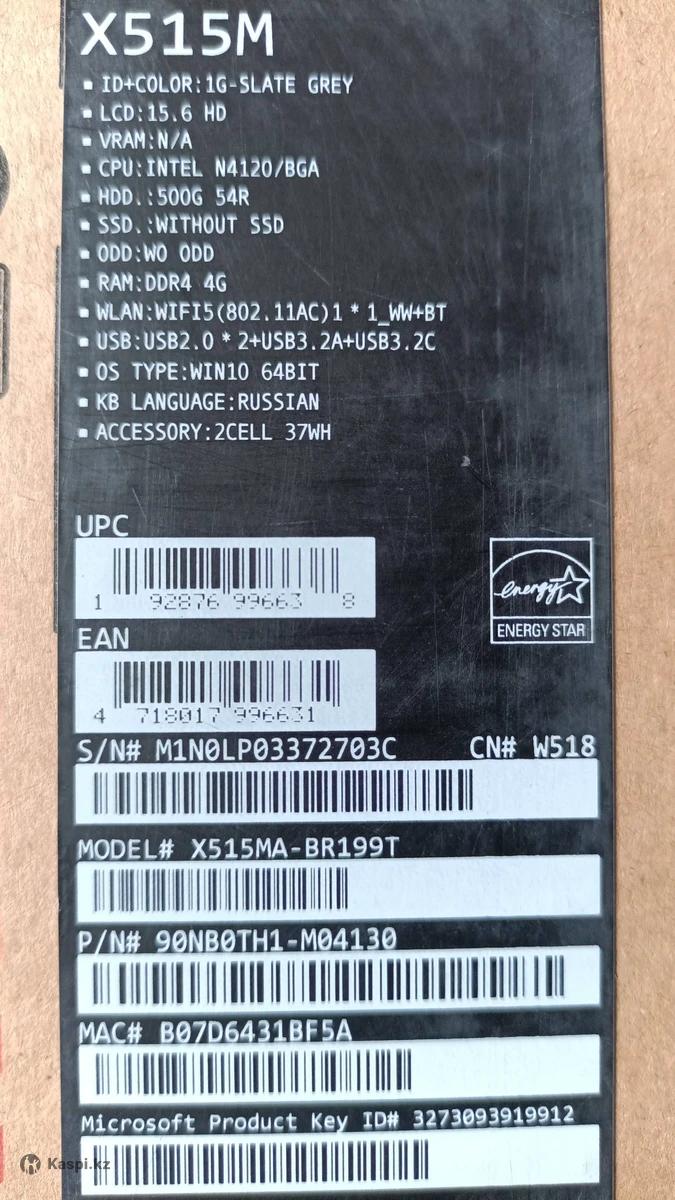 X515M
▪ ID+COLOR:1G-SLATE GREY
▪ LCD:15.6 HD
▪ VRAM:N/A
▪ CPU:INTEL N4120/BGA
▪ HDD.:500G 54R
▪ SSD.:WITHOUT SSD
▪ ODD:WO ODD
▪ RAM:DDR4 4G
▪ WLAN:WIFI5(802.11AC)1*1_WW+BT
▪ USB:USB2.0*2+USB3.2A+USB3.2C
▪ OS TYPE:WIN10 64BIT
▪ KB LANGUAGE:RUSSIAN
▪ ACCESSORY:2CELL 37WH
UPC
1 92876 99663 8
energy
ENERGY STAR
EAN
4 718017 996631
S/N# M1N0LP03372703C CN# W518
MODEL# X515MA-BR199T
P/N# 90NB0TH1-M04130
MAC# B07D6431BF5A
Microsoft Product Key ID# 3273093919912
Kaspi.kz